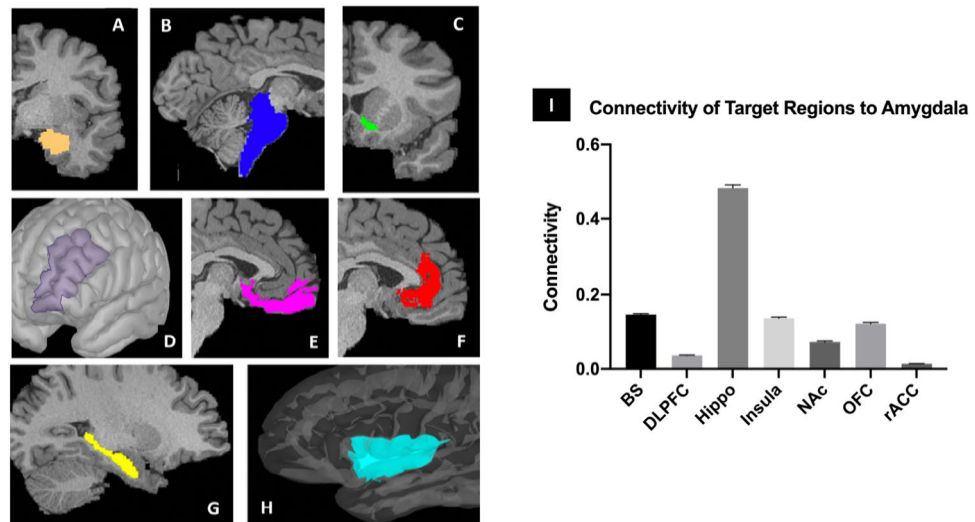 A
B
C
D
E
F
G
H
I
Connectivity of Target Regions to Amygdala
Connectivity
0.6
0.4
0.2
0.0
BS
DLPFC
Hippo
Insula
NAc
OFC
rACC